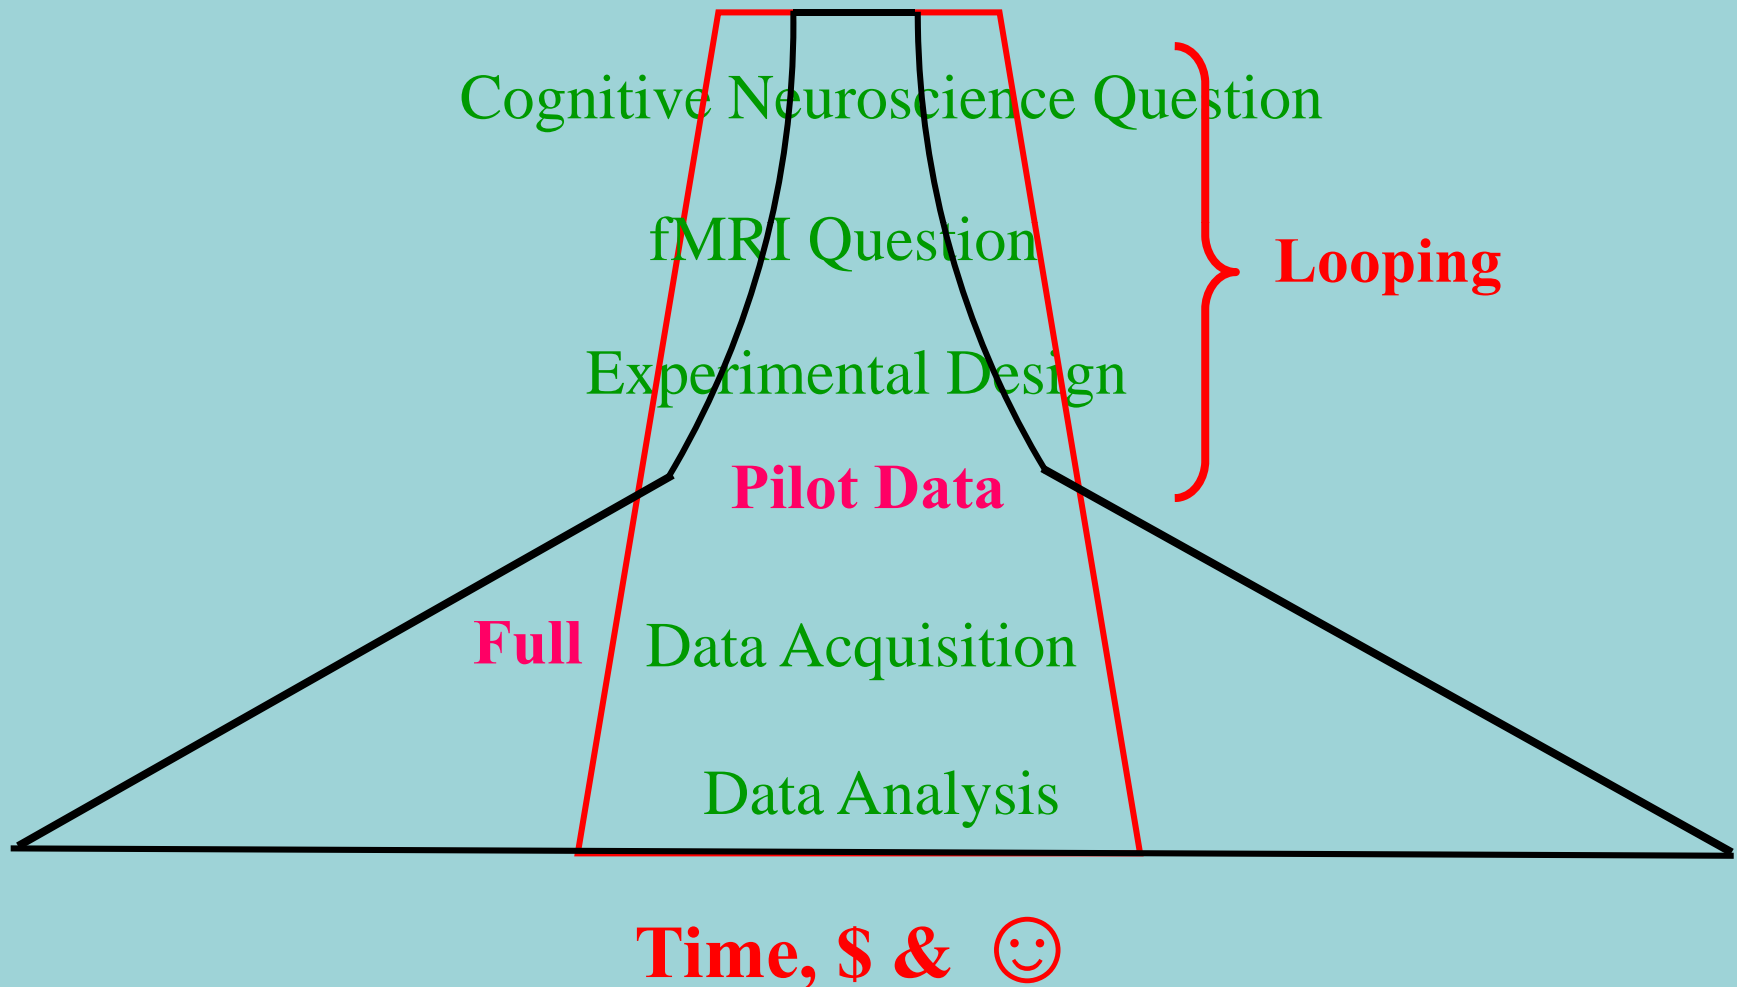 Cognitive Neuroscience Question
fMRI Question
Looping
Experimental Design
Pilot Data
Full Data Acquisition
Data Analysis
Time, $ & ☺